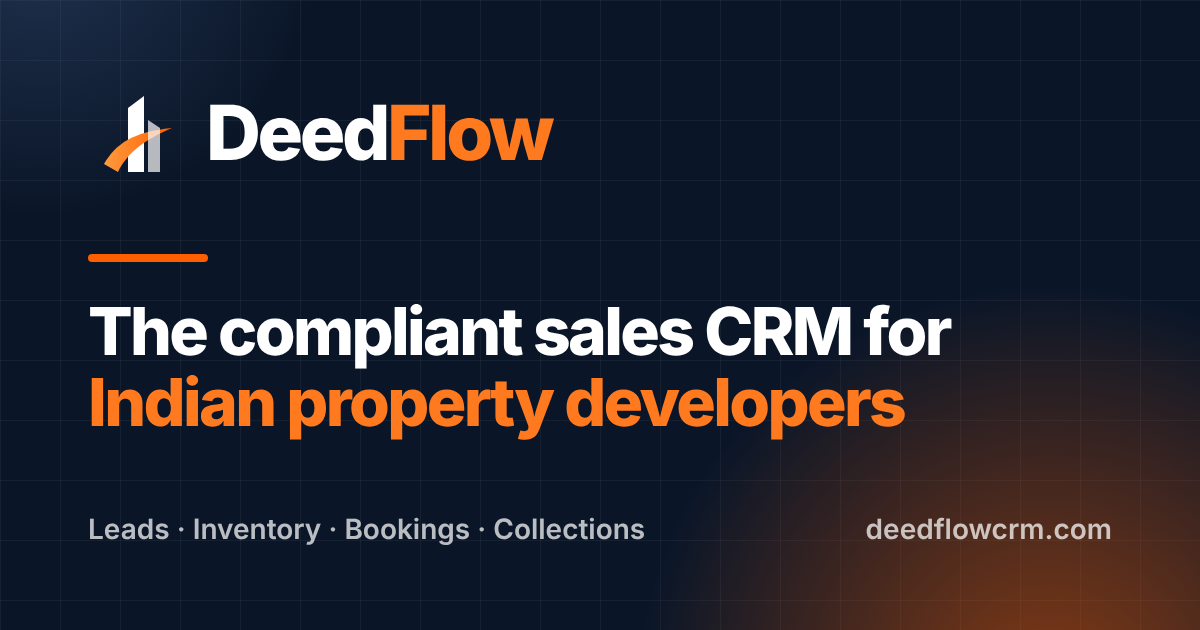 DeedFlow
The compliant sales CRM for
Indian property developers
Leads · Inventory · Bookings · Collections
deedflowcrm.com